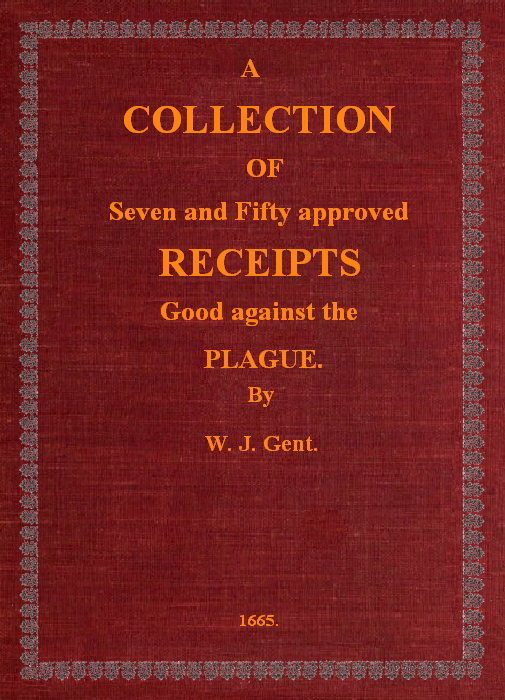 A
COLLECTION
OF
Seven and Fifty approved
RECEIPTS
Good against the
PLAGUE.
By
W. J. Gent.
1665.